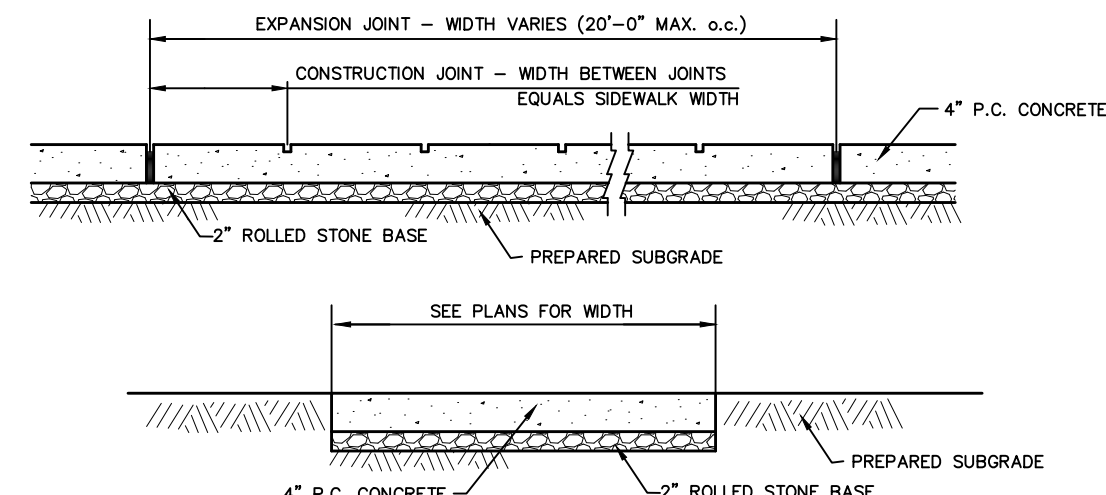 EXPANSION JOINT – WIDTH VARIES (20'-0" MAX. o.c.)
CONSTRUCTION JOINT – WIDTH BETWEEN JOINTS
EQUALS SIDEWALK WIDTH
4" P.C. CONCRETE
2" ROLLED STONE BASE
PREPARED SUBGRADE
SEE PLANS FOR WIDTH
PREPARED SUBGRADE
4" P.C. CONCRETE
2" ROLLED STONE BASE